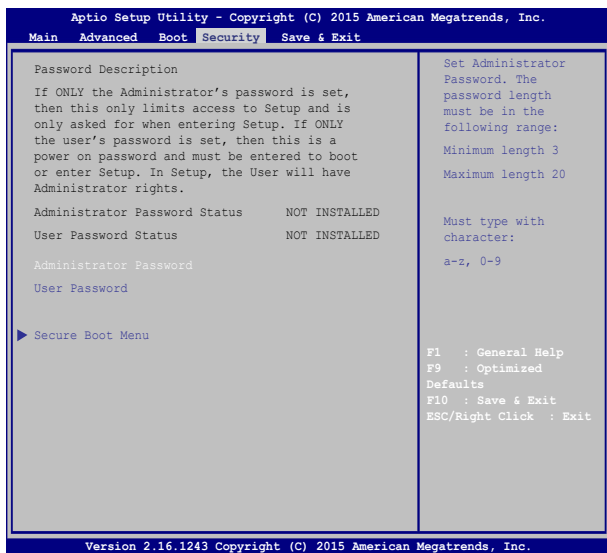 Aptio Setup Utility - Copyright (C) 2015 American Megatrends, Inc.
Main Advanced Boot Security Save & Exit
Password Description
If ONLY the Administrator's password is set,
then this only limits access to Setup and is
only asked for when entering Setup. If ONLY
the user's password is set, then this is a
power on password and must be entered to boot
or enter Setup. In Setup, the User will have
Administrator rights.
Administrator Password Status NOT INSTALLED
User Password Status NOT INSTALLED
Administrator Password
User Password
Secure Boot Menu
Set Administrator
Password. The
password length
must be in the
following range:
Minimum length 3
Maximum length 20
Must type with
character:
a-z, 0-9
F1 : General Help
F9 : Optimized
Defaults
F10 : Save & Exit
ESC/Right Click : Exit
Version 2.16.1243 Copyright (C) 2015 American Megatrends, Inc.